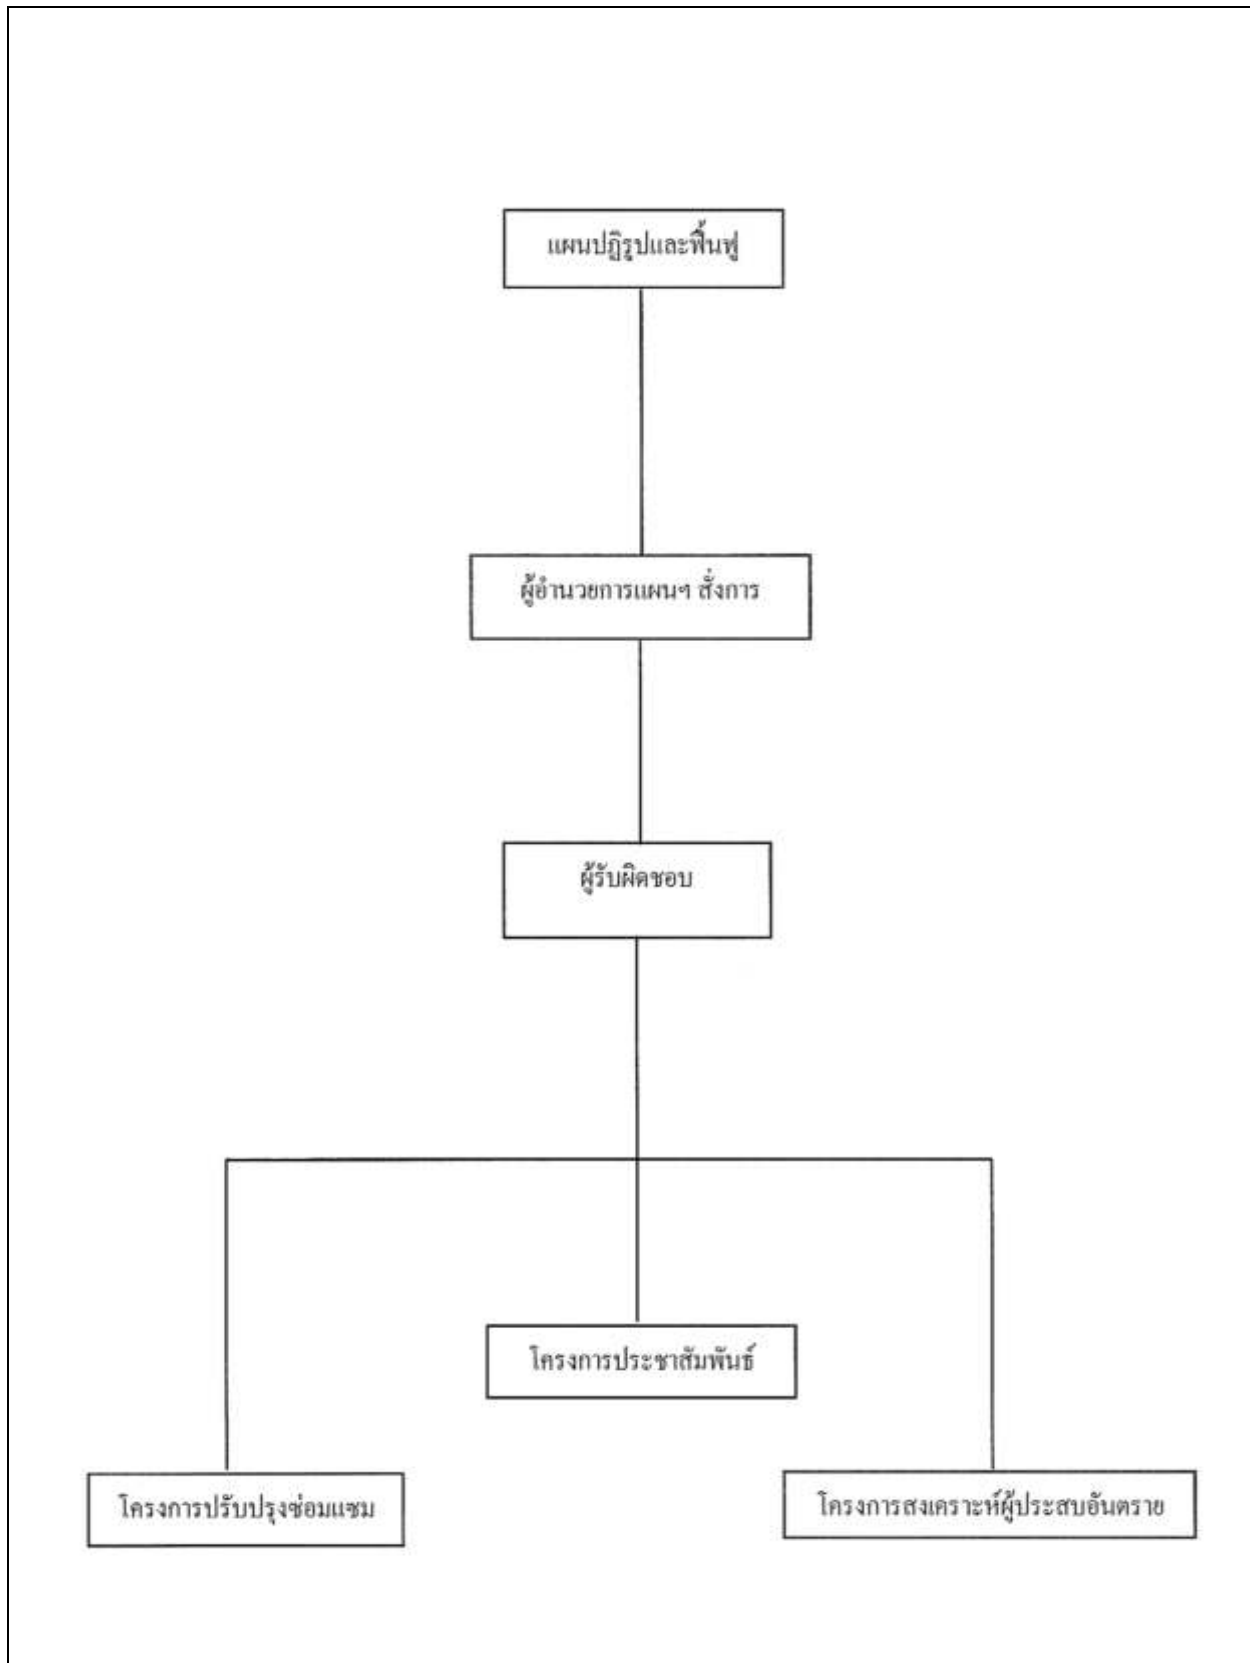 แผนปฏิรูปและฟื้นฟู
ผู้อำนวยการแผนฯ สั่งการ
ผู้รับผิดชอบ
โครงการประชาสัมพันธ์
โครงการปรับปรุงซ่อมแซม
โครงการสงเคราะห์ผู้ประสบอันตราย